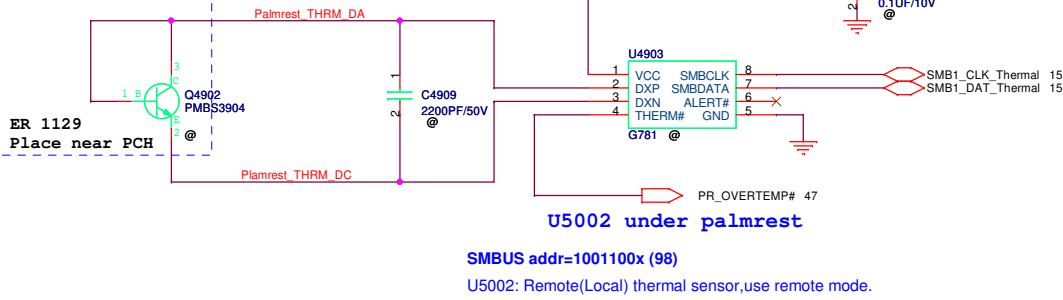 Palmrest_THRM_DA
0.1UF/10V
2
@
U4903
1 VCC SMBCLK 8 SMB1_CLK_Thermal 15
2 DXP SMBDATA 7 SMB1_DAT_Thermal 15
3 DXN ALERT# 6
4 THERM# GND 5
G781 @
3
C
1 B
Q4902
PMBS3904
E
2
@
1
C4909
2200PF/50V
2
@
ER 1129
Place near PCH
Plamrest_THRM_DC
PR_OVERTEMP# 47
U5002 under palmrest
SMBUS addr=1001100x (98)
U5002: Remote(Local) thermal sensor,use remote mode.